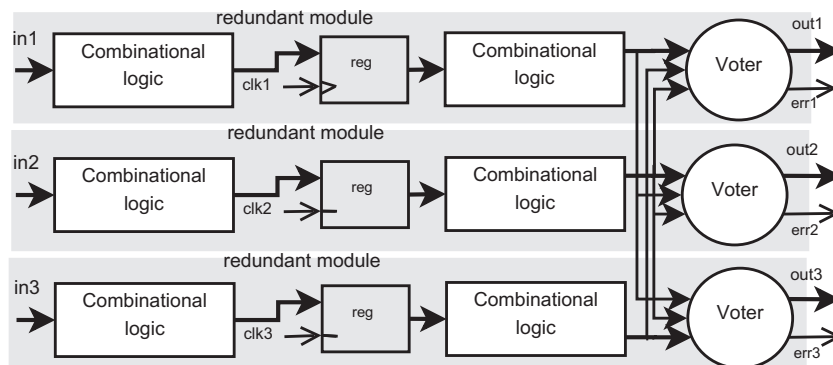 redundant module
in1
Combinational
logic
clk1
reg
Combinational
logic
Voter
out1
err1
redundant module
in2
Combinational
logic
clk2
reg
Combinational
logic
Voter
out2
err2
redundant module
in3
Combinational
logic
clk3
reg
Combinational
logic
Voter
out3
err3